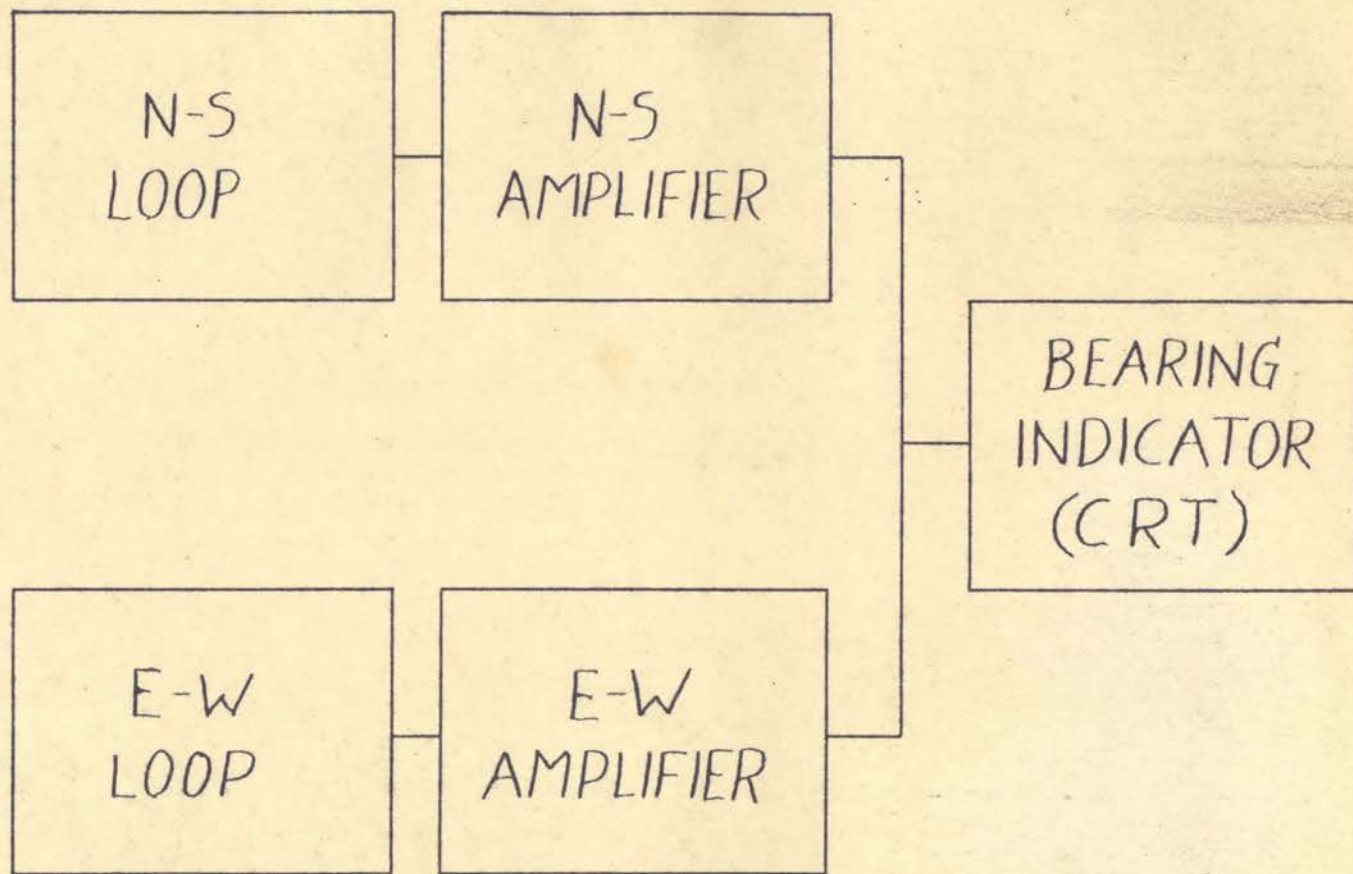 N-S
LOOP
N-S
AMPLIFIER
BEARING
INDICATOR
(CRT)
E-W
LOOP
E-W
AMPLIFIER